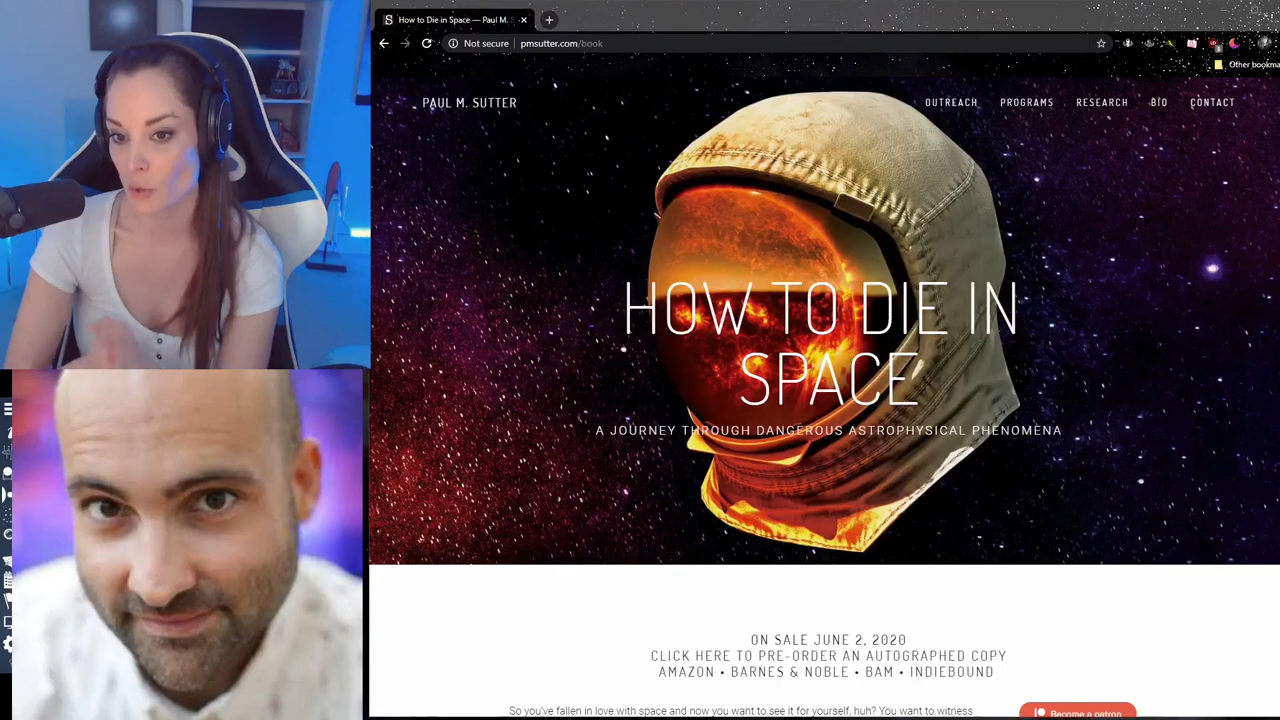 How to Die in Space — Paul M. S
Not secure
pmsutter.com/book
Other bookma
PAUL M. SUTTER
OUTREACH PROGRAMS RESEARCH BIO CONTACT
HOW TO DIE IN
SPACE
A JOURNEY THROUGH DANGEROUS ASTROPHYSICAL PHENOMENA
ON SALE JUNE 2, 2020
CLICK HERE TO PRE-ORDER AN AUTOGRAPHED COPY
AMAZON • BARNES & NOBLE • BAM • INDIEBOUND
So you've fallen in love with space and now you want to see it for yourself, huh? You want to witness
Become a patron